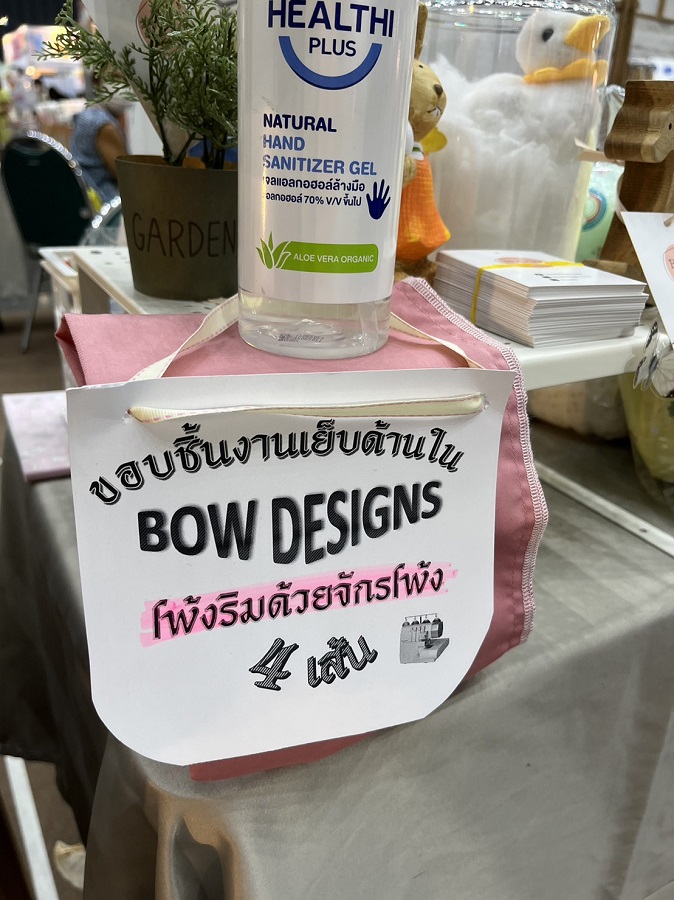 HEALTHI
PLUS
NATURAL
HAND
SANITIZER GEL
เจลแอลกอฮอล์ล้างมือ
แอลกอฮอล์ 70% V/V ขึ้นไป
ALOE VERA ORGANIC
GARDEN
ขอบชิ้นงานเย็บด้านใน
BOW DESIGNS
โพ้งริมด้วยจักรโพ้ง
4 เส้น